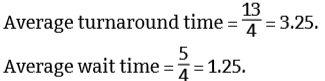 Average turnaround time = 13/4 = 3.25.
Average wait time = 5/4 = 1.25.